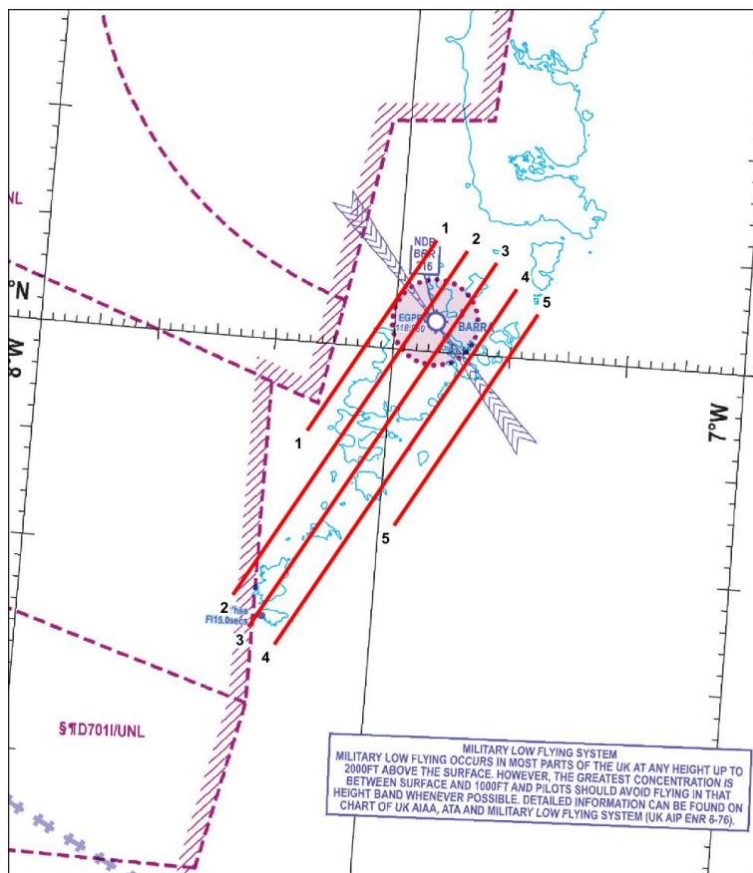 NL
1
2
NDB
BRR
316
3
4
EGPR
5
°N
BARR
8°W
7°W
1
5
2
Fl15.0secs
3
4
§¶D701I/UNL
MILITARY LOW FLYING SYSTEM
MILITARY LOW FLYING OCCURS IN MOST PARTS OF THE UK AT ANY HEIGHT UP TO
2000FT ABOVE THE SURFACE. HOWEVER, THE GREATEST CONCENTRATION IS
BETWEEN SURFACE AND 1000FT AND PILOTS SHOULD AVOID FLYING IN THAT
HEIGHT BAND WHENEVER POSSIBLE. DETAILED INFORMATION CAN BE FOUND ON
CHART OF UK AIAA, ATA AND MILITARY LOW FLYING SYSTEM (UK AIP ENR 6-76).